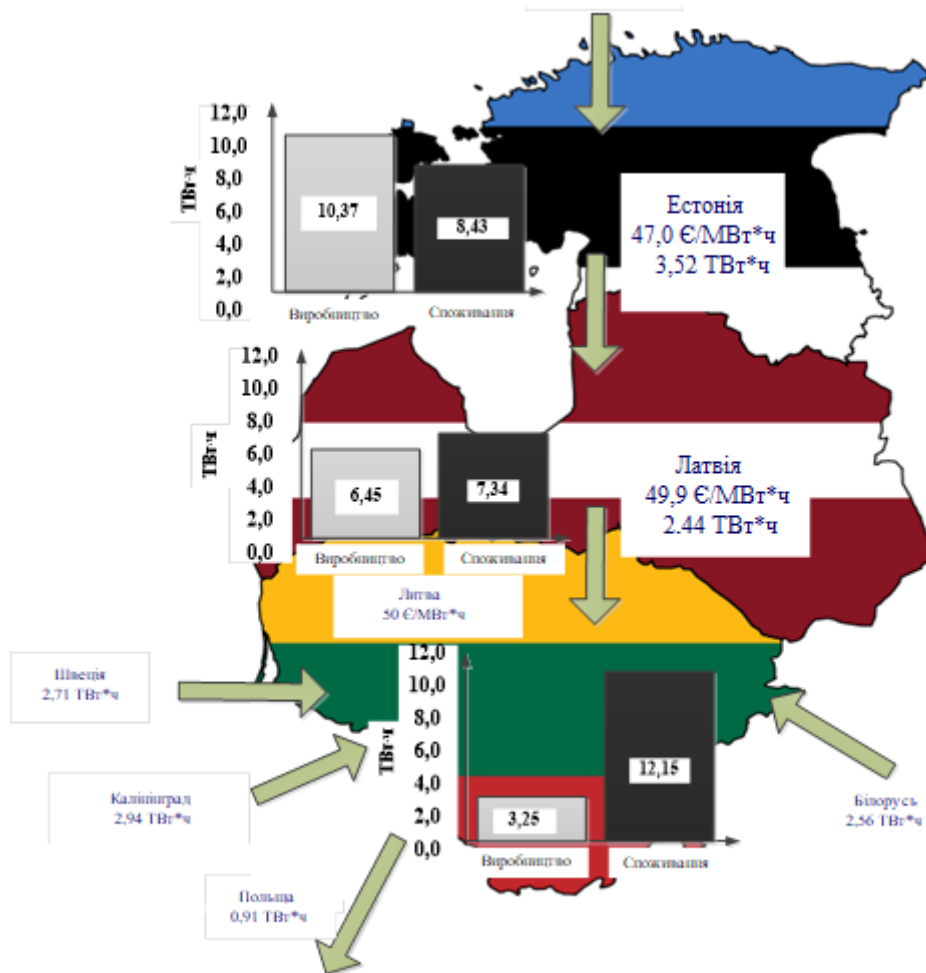 12,0
10,0
8,0
6,0
4,0
2,0
0,0
ТВт·ч
10,37
8,43
Виробництво
Споживання
Естонія
47,0 Є/МВт*ч
3,52 ТВт*ч
12,0
10,0
8,0
6,0
4,0
2,0
0,0
ТВт·ч
6,45
7,34
Виробництво
Споживання
Латвія
49,9 Є/МВт*ч
2.44 ТВт*ч
Литва
50 Є/МВт*ч
Швеція
2,71 ТВт*ч
12,0
10,0
8,0
6,0
4,0
2,0
0,0
ТВт·ч
3,25
12,15
Виробництво
Споживання
Калінінград
2,94 ТВт*ч
Білорусь
2,56 ТВт*ч
Польща
0,91 ТВт*ч